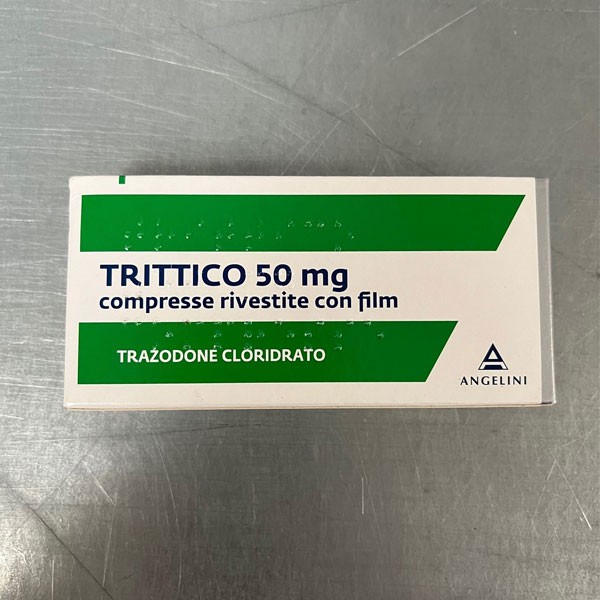 TRITTICO 50 mg
compresse rivestite con film
TRAZODONE CLORIDRATO
ANGELINI